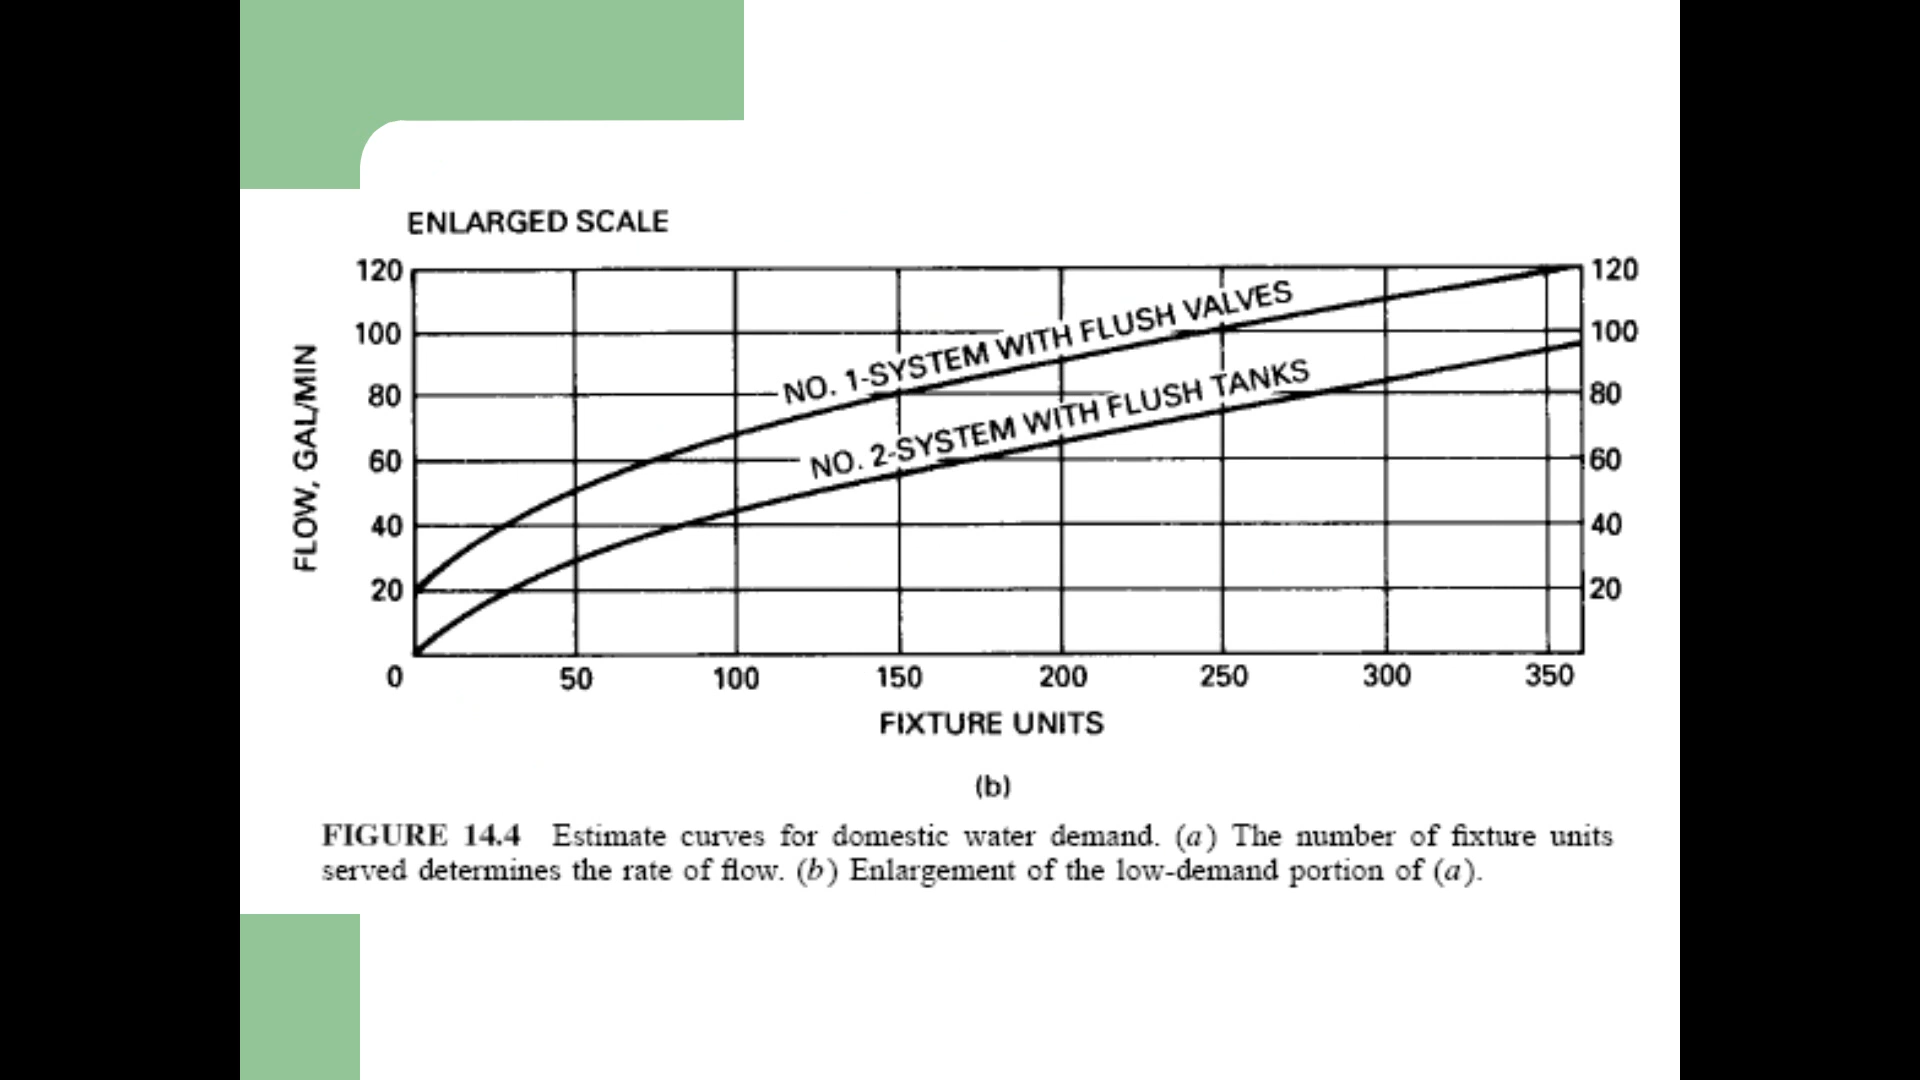 ENLARGED SCALE
120
100
80
60
40
20
0
FLOW, GAL/MIN
NO. 1-SYSTEM WITH FLUSH VALVES
NO. 2-SYSTEM WITH FLUSH TANKS
120
100
80
60
40
20
50 100 150 200 250 300 350
FIXTURE UNITS
(b)
FIGURE 14.4 Estimate curves for domestic water demand. (a) The number of fixture units
served determines the rate of flow. (b) Enlargement of the low-demand portion of (a).